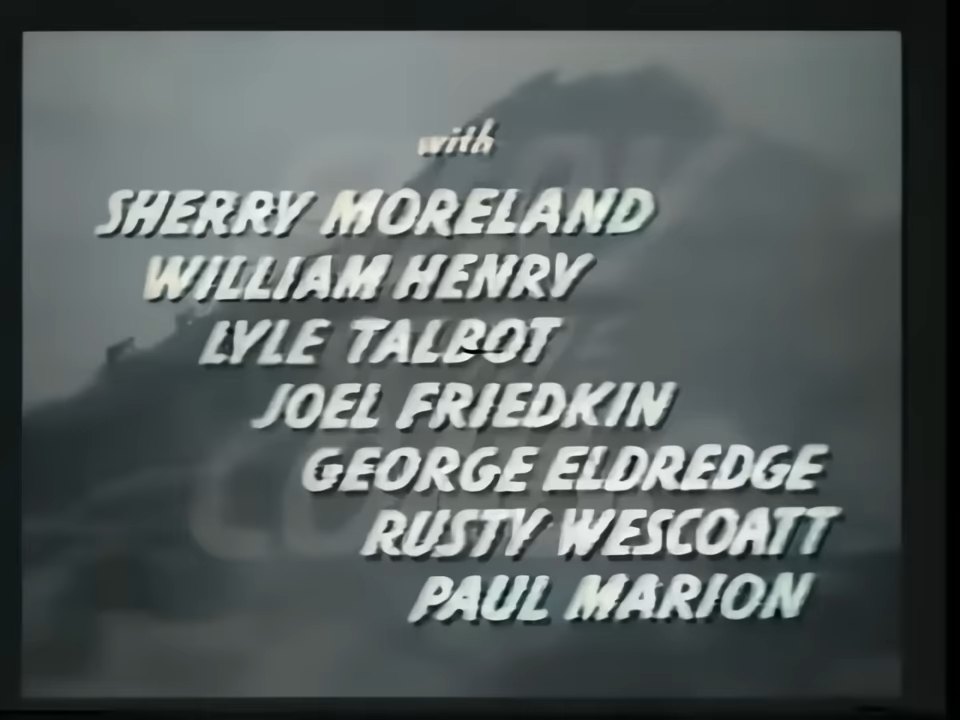 with
SHERRY MORELAND
WILLIAM HENRY
LYLE TALBOT
JOEL FRIEDKIN
GEORGE ELDREDGE
RUSTY WESCOATT
PAUL MARION